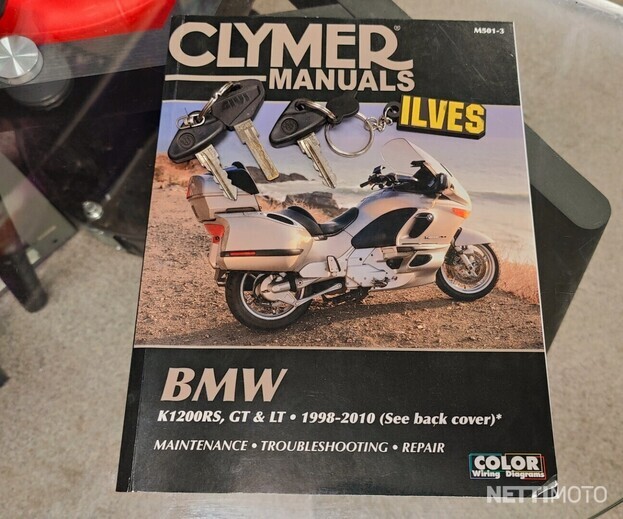 M501-3
CLYMER®
MANUALS
GIVI
ILVES
BMW
K1200RS, GT & LT • 1998-2010 (See back cover)*
MAINTENANCE • TROUBLESHOOTING • REPAIR
COLOR
Wiring Diagrams
NETTIMOTO